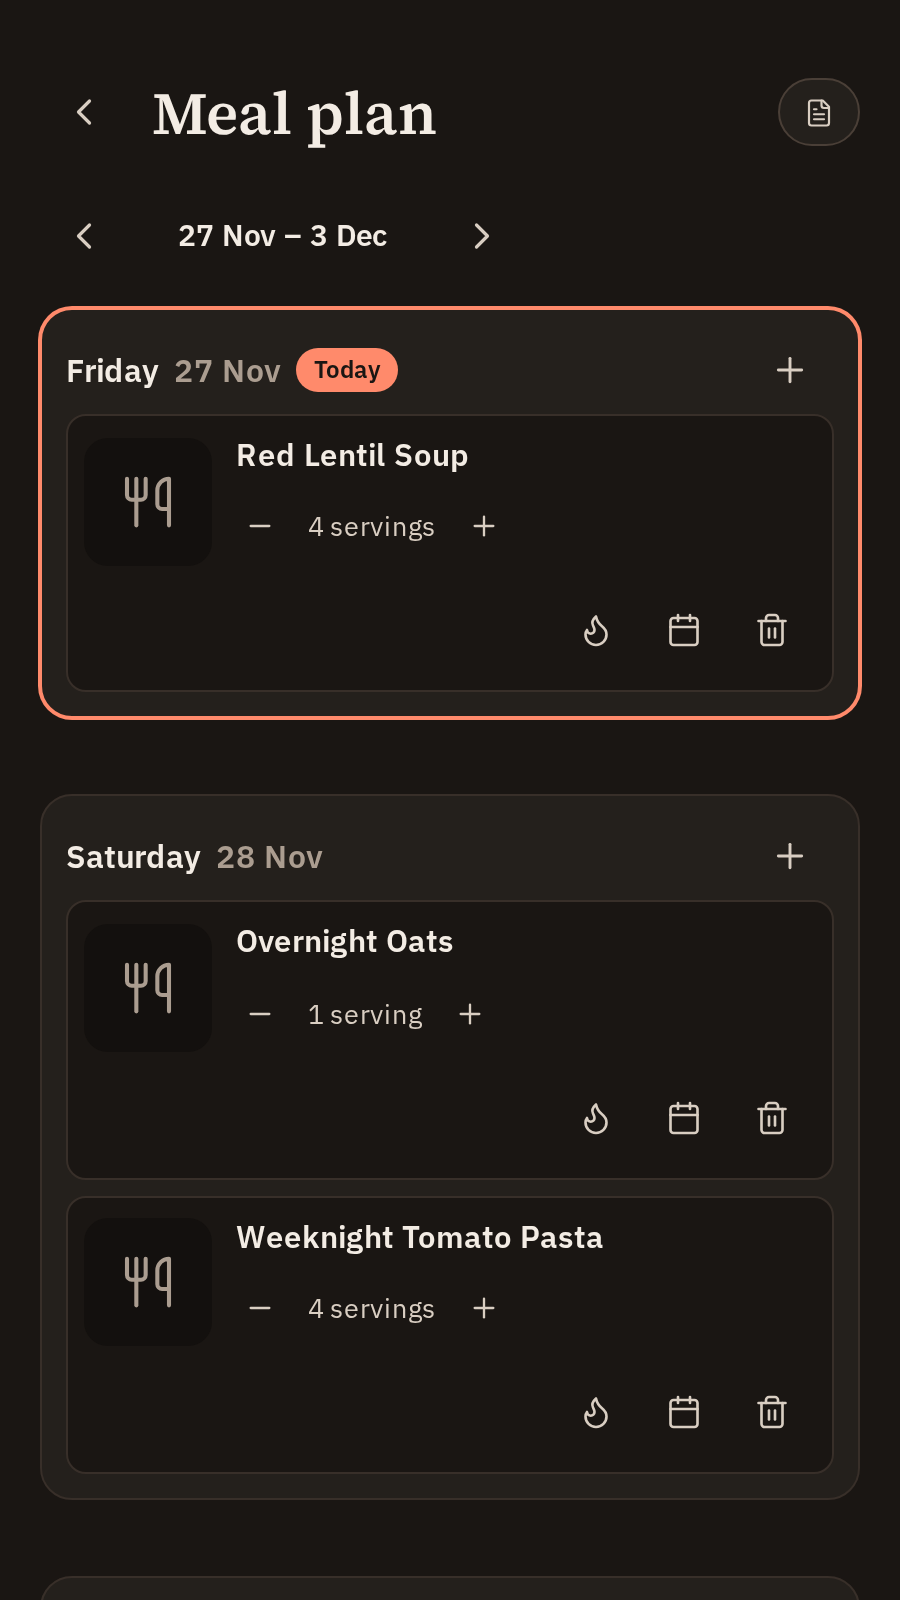 Meal plan
27 Nov – 3 Dec
Friday 27 Nov Today
Red Lentil Soup
4 servings
Saturday 28 Nov
Overnight Oats
1 serving
Weeknight Tomato Pasta
4 servings